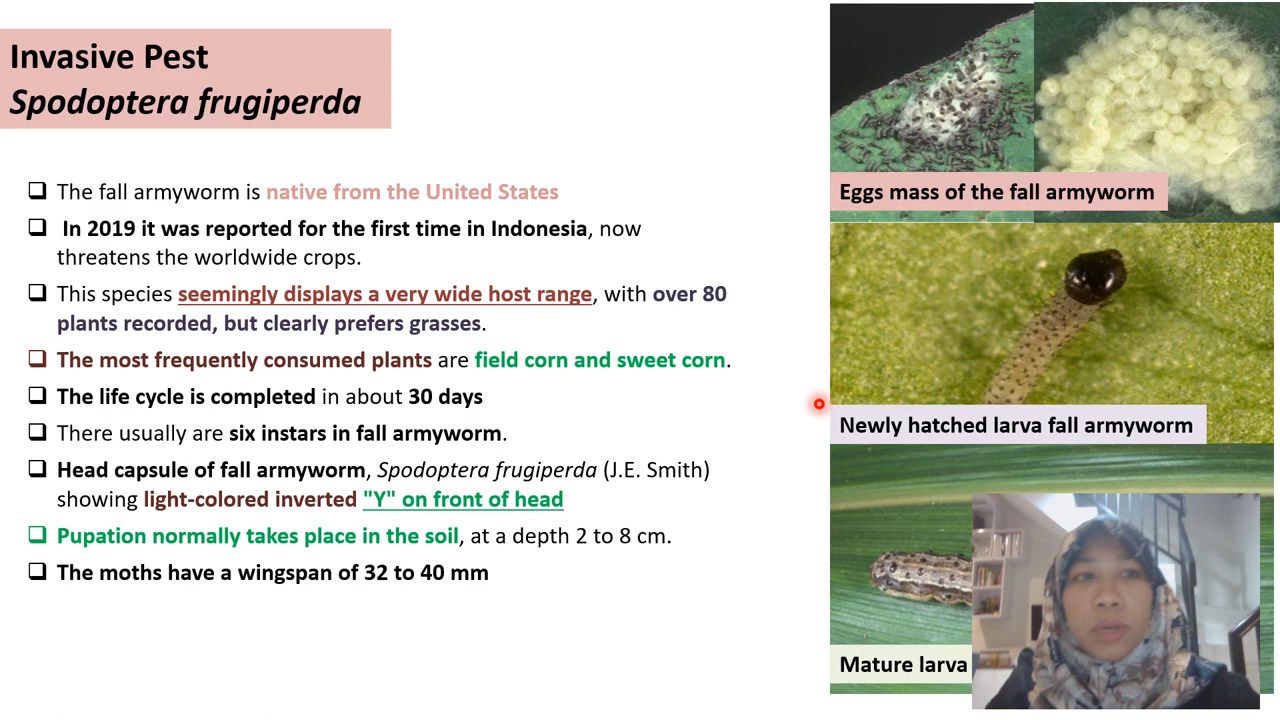 Invasive Pest
Spodoptera frugiperda
❑ The fall armyworm is native from the United States
❑ In 2019 it was reported for the first time in Indonesia, now
threatens the worldwide crops.
❑ This species seemingly displays a very wide host range, with over 80
plants recorded, but clearly prefers grasses.
❑ The most frequently consumed plants are field corn and sweet corn.
❑ The life cycle is completed in about 30 days
❑ There usually are six instars in fall armyworm.
❑ Head capsule of fall armyworm, Spodoptera frugiperda (J.E. Smith)
showing light-colored inverted "Y" on front of head
❑ Pupation normally takes place in the soil, at a depth 2 to 8 cm.
❑ The moths have a wingspan of 32 to 40 mm
Eggs mass of the fall armyworm
Newly hatched larva fall armyworm
Mature larva